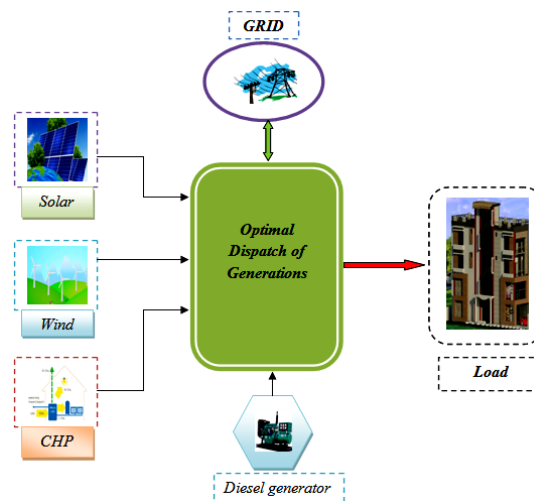 GRID
Solar
Optimal
Dispatch of
Generations
Wind
Load
CHP
Diesel generator